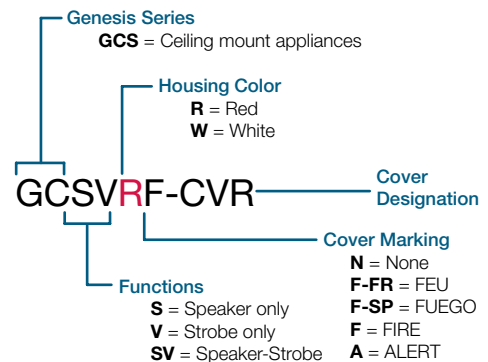 Genesis Series
GCS = Ceiling mount appliances
Housing Color
R = Red
W = White
GCSVRF-CVR
Cover
Designation
Cover Marking
N = None
F-FR = FEU
F-SP = FUEGO
F = FIRE
A = ALERT
Functions
S = Speaker only
V = Strobe only
SV = Speaker-Strobe